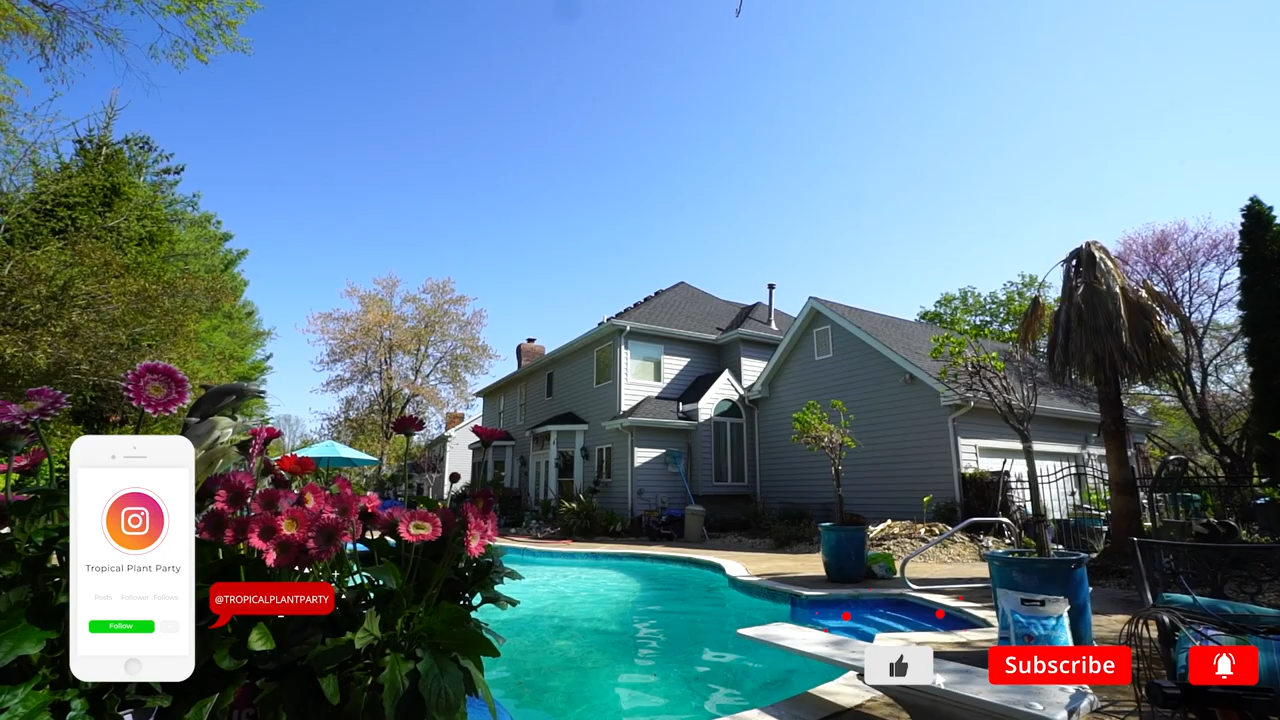 Tropical Plant Party
Posts Follower Follows
Follow
@TROPICALPLANTPARTY
Subscribe